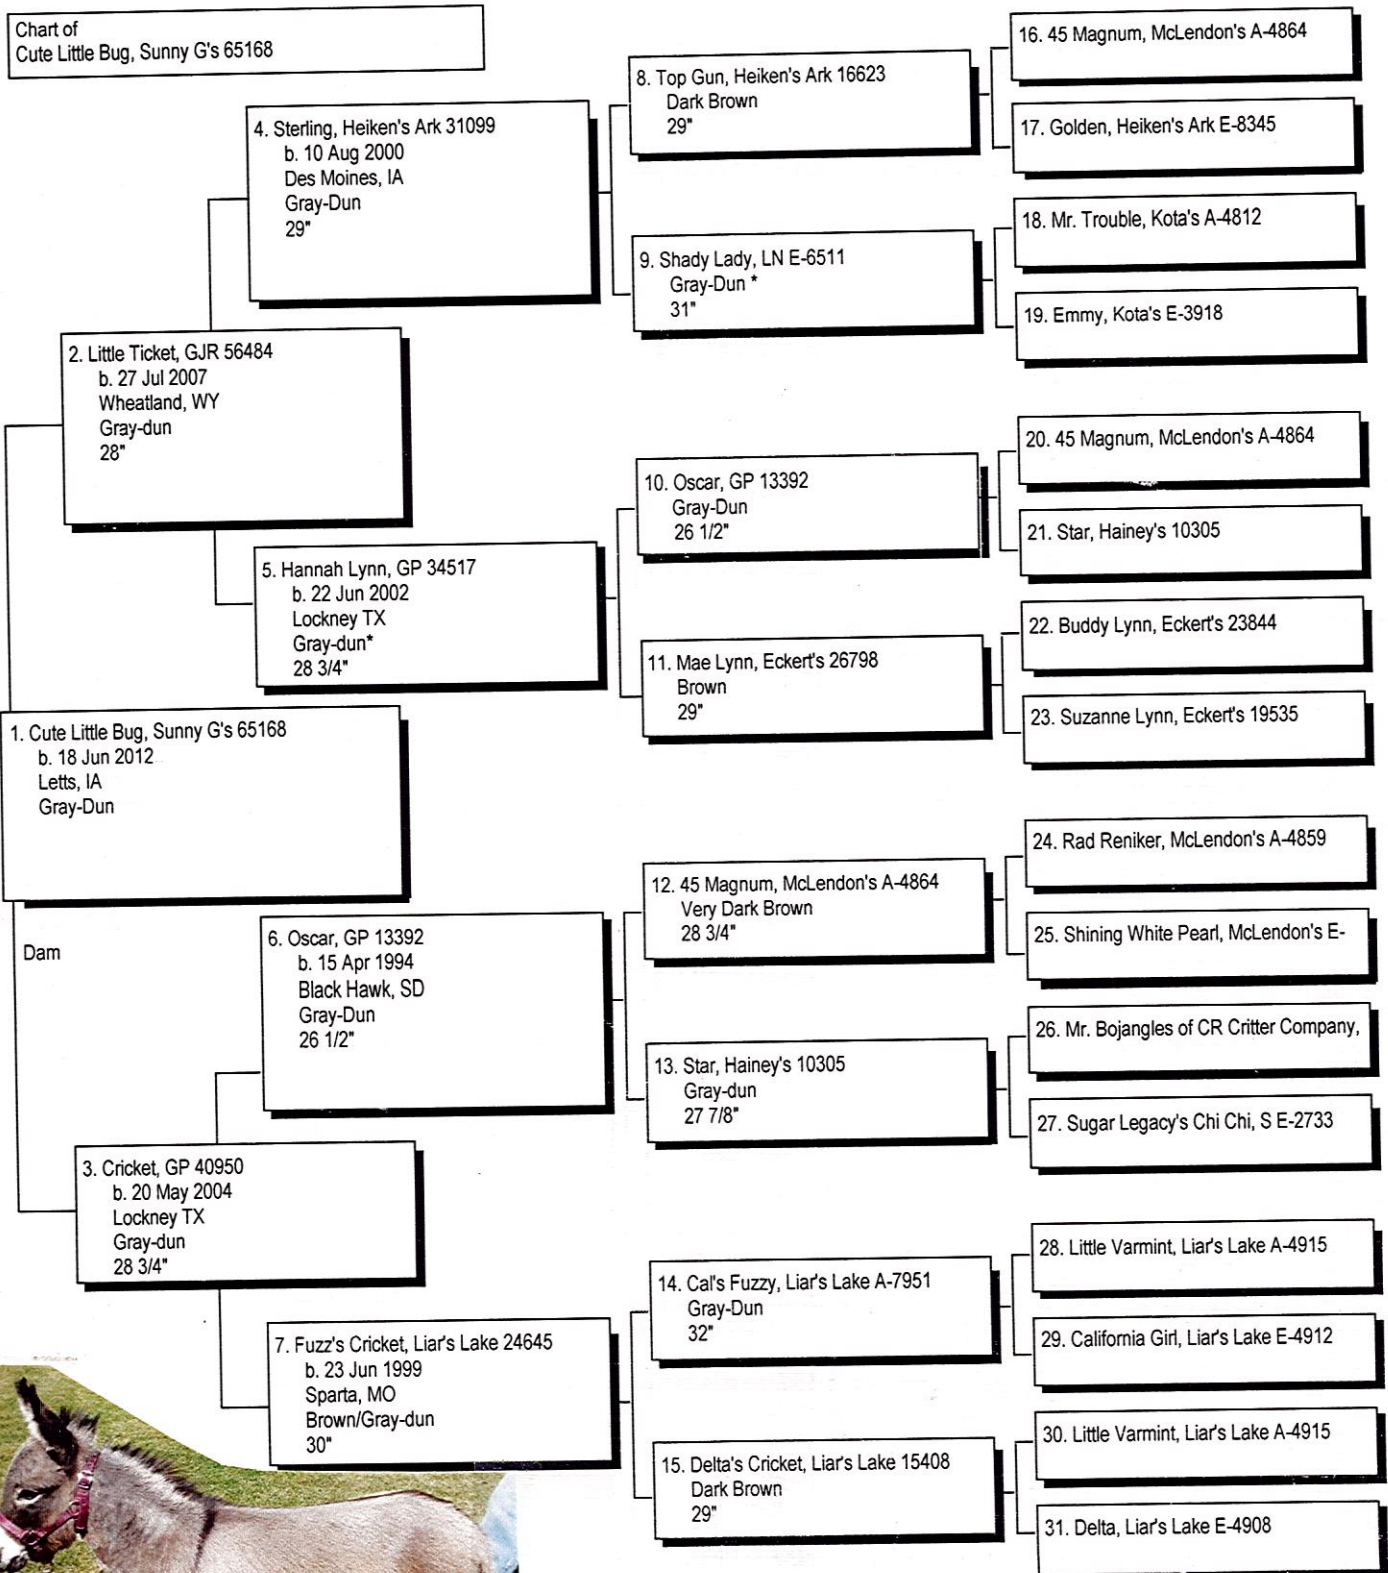 Chart of
Cute Little Bug, Sunny G's 65168
1. Cute Little Bug, Sunny G's 65168
b. 18 Jun 2012
Letts, IA
Gray-Dun
Dam
2. Little Ticket, GJR 56484
b. 27 Jul 2007
Wheatland, WY
Gray-dun
28"
3. Cricket, GP 40950
b. 20 May 2004
Lockney TX
Gray-dun
28 3/4"
4. Sterling, Heiken's Ark 31099
b. 10 Aug 2000
Des Moines, IA
Gray-Dun
29"
5. Hannah Lynn, GP 34517
b. 22 Jun 2002
Lockney TX
Gray-dun*
28 3/4"
6. Oscar, GP 13392
b. 15 Apr 1994
Black Hawk, SD
Gray-Dun
26 1/2"
7. Fuzz's Cricket, Liar's Lake 24645
b. 23 Jun 1999
Sparta, MO
Brown/Gray-dun
30"
8. Top Gun, Heiken's Ark 16623
Dark Brown
29"
9. Shady Lady, LN E-6511
Gray-Dun *
31"
10. Oscar, GP 13392
Gray-Dun
26 1/2"
11. Mae Lynn, Eckert's 26798
Brown
29"
12. 45 Magnum, McLendon's A-4864
Very Dark Brown
28 3/4"
13. Star, Hainey's 10305
Gray-dun
27 7/8"
14. Cal's Fuzzy, Liar's Lake A-7951
Gray-Dun
32"
15. Delta's Cricket, Liar's Lake 15408
Dark Brown
29"
16. 45 Magnum, McLendon's A-4864
17. Golden, Heiken's Ark E-8345
18. Mr. Trouble, Kota's A-4812
19. Emmy, Kota's E-3918
20. 45 Magnum, McLendon's A-4864
21. Star, Hainey's 10305
22. Buddy Lynn, Eckert's 23844
23. Suzanne Lynn, Eckert's 19535
24. Rad Reniker, McLendon's A-4859
25. Shining White Pearl, McLendon's E-
26. Mr. Bojangles of CR Critter Company,
27. Sugar Legacy's Chi Chi, S E-2733
28. Little Varmint, Liar's Lake A-4915
29. California Girl, Liar's Lake E-4912
30. Little Varmint, Liar's Lake A-4915
31. Delta, Liar's Lake E-4908